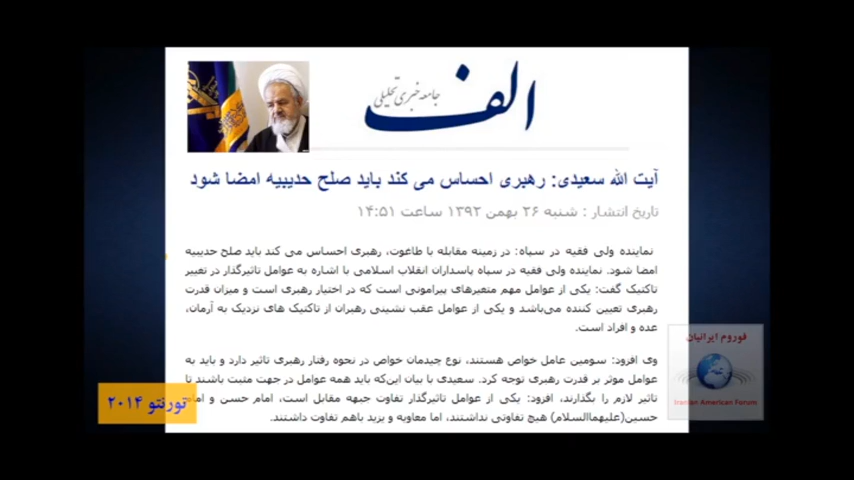 الف
جامعه خبری تحلیلی
آیت الله سعیدی: رهبری احساس می کند باید صلح حدیبیه امضا شود
تاریخ انتشار : شنبه ۲۶ بهمن ۱۳۹۲ ساعت ۱۴:۵۱
نماینده ولی فقیه در سپاه: در زمینه مقابله با طاغوت، رهبری احساس می کند باید صلح حدیبیه
امضا شود. نماینده ولی فقیه در سپاه پاسداران انقلاب اسلامی با اشاره به عوامل تاثیرگذار در تغییر
تاکتیک گفت: یکی از عوامل مهم متغیرهای پیرامونی است که در اختیار رهبری است و میزان قدرت
رهبری تعیین کننده می‌باشد و یکی از عوامل عقب نشینی رهبران از تاکتیک های نزدیک به آرمان،
عده و افراد است.
وی افزود: سومین عامل خواص هستند، نوع چیدمان خواص در نحوه رفتار رهبری تاثیر دارد و باید به
عوامل موثر بر قدرت رهبری توجه کرد. سعیدی با بیان این‌که باید همه عوامل در جهت مثبت باشند تا
تاثیر لازم را بگذارند، افزود: یکی از عوامل تاثیرگذار تفاوت جبهه مقابل است، امام حسن و امام
حسین(علیهماالسلام) هیچ تفاوتی نداشتند، اما معاویه و یزید باهم تفاوت داشتند.
فوروم ایرانیان
Iranian American Forum
تورنتو ۲۰۱۴